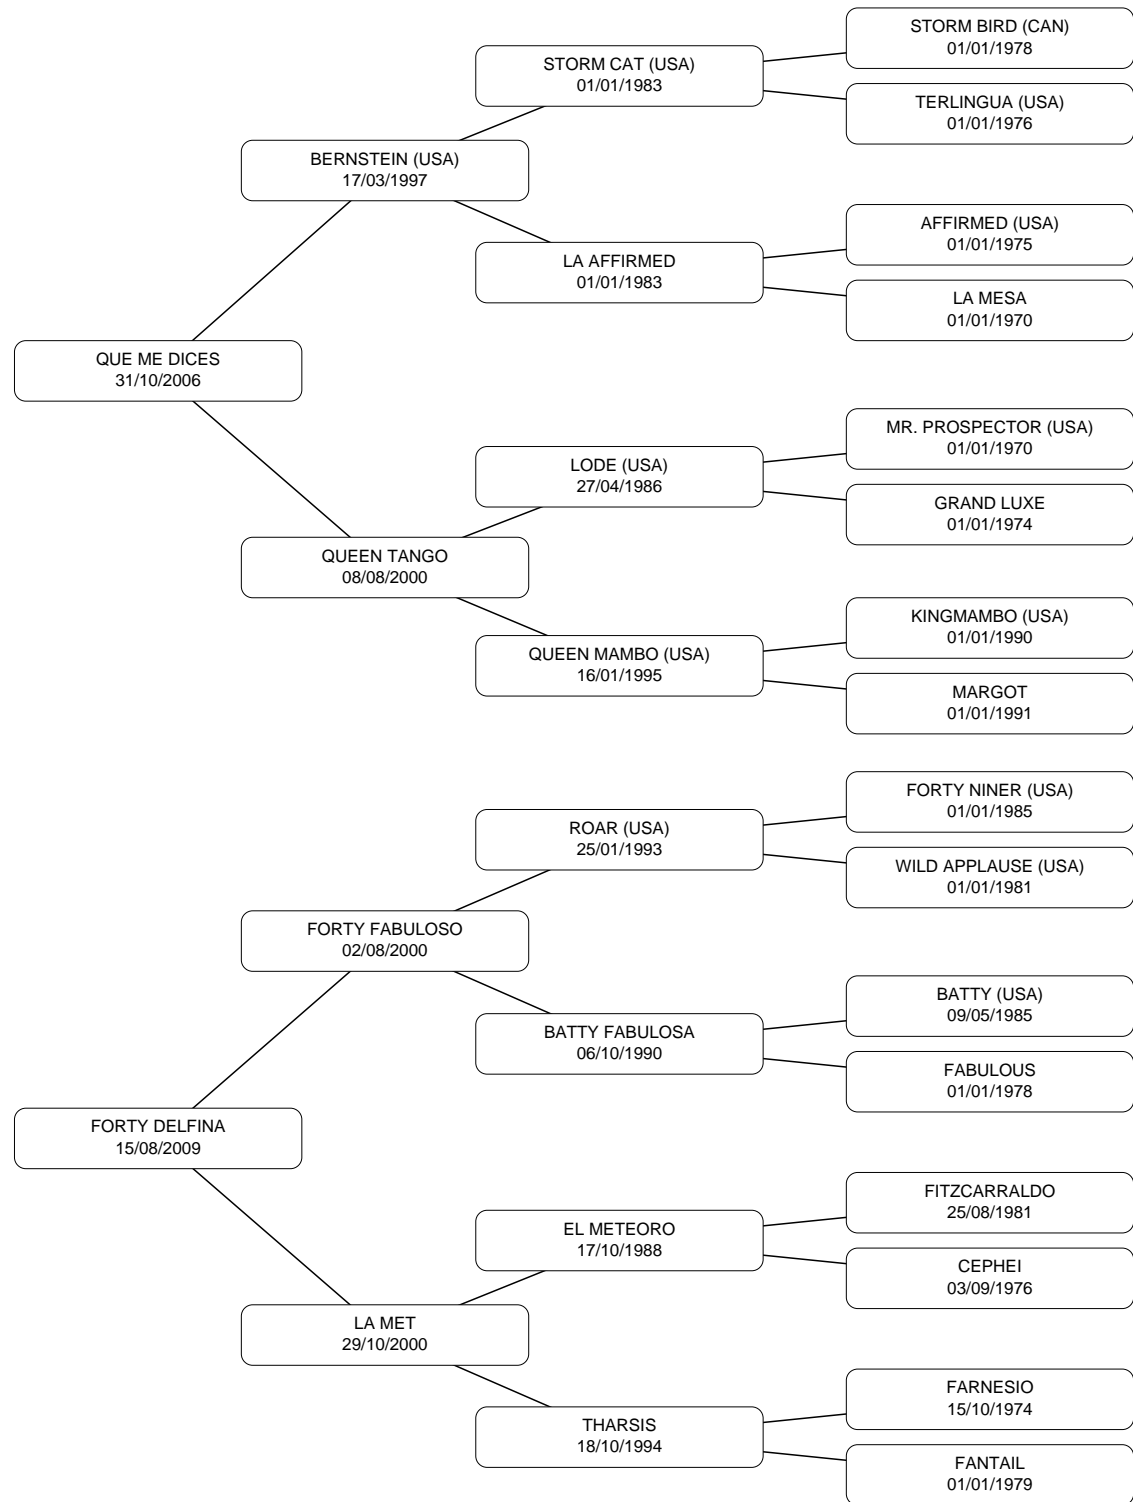 STORM BIRD (CAN)
01/01/1978
STORM CAT (USA)
01/01/1983
TERLINGUA (USA)
01/01/1976
BERNSTEIN (USA)
17/03/1997
AFFIRMED (USA)
01/01/1975
LA AFFIRMED
01/01/1983
LA MESA
01/01/1970
QUE ME DICES
31/10/2006
MR. PROSPECTOR (USA)
01/01/1970
LODE (USA)
27/04/1986
GRAND LUXE
01/01/1974
QUEEN TANGO
08/08/2000
KINGMAMBO (USA)
01/01/1990
QUEEN MAMBO (USA)
16/01/1995
MARGOT
01/01/1991
FORTY NINER (USA)
01/01/1985
ROAR (USA)
25/01/1993
WILD APPLAUSE (USA)
01/01/1981
FORTY FABULOSO
02/08/2000
BATTY (USA)
09/05/1985
BATTY FABULOSA
06/10/1990
FABULOUS
01/01/1978
FORTY DELFINA
15/08/2009
FITZCARRALDO
25/08/1981
EL METEORO
17/10/1988
CEPHEI
03/09/1976
LA MET
29/10/2000
FARNESIO
15/10/1974
THARSIS
18/10/1994
FANTAIL
01/01/1979